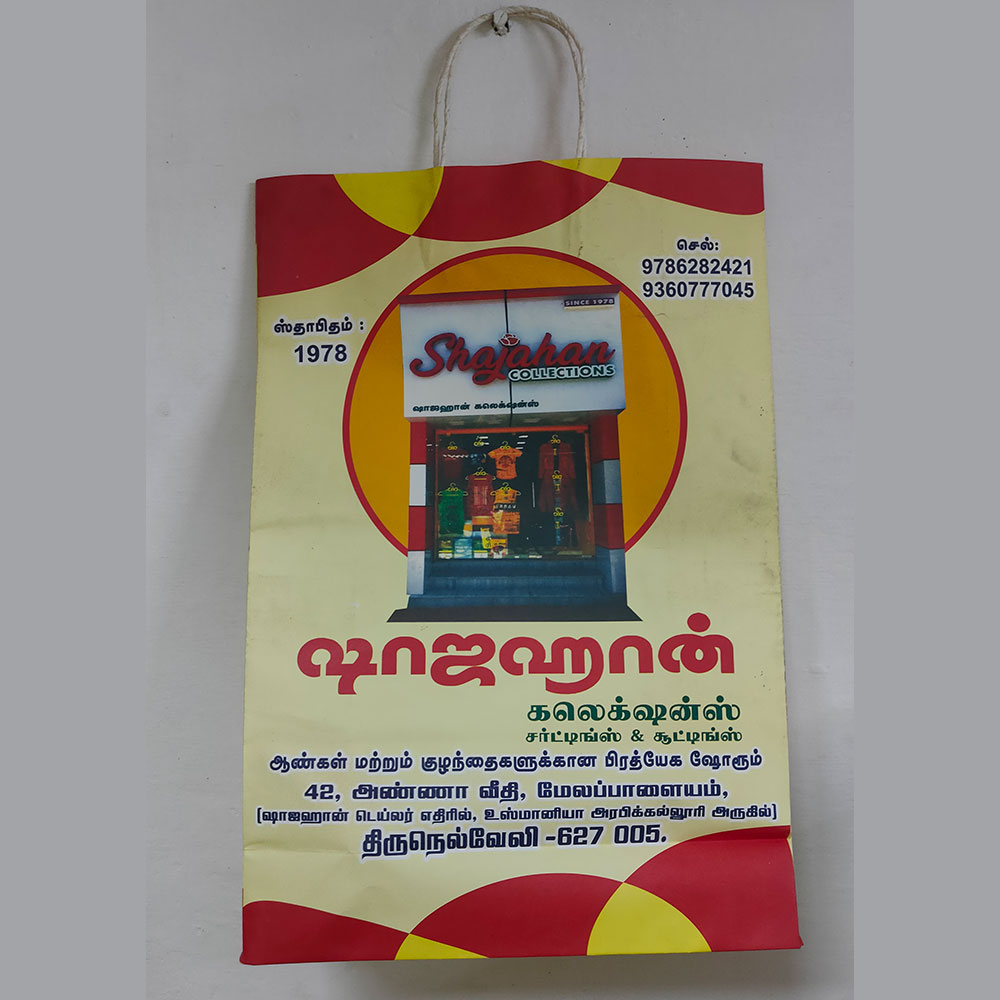 செல்:
9786282421
9360777045
ஸ்தாபிதம் :
1978
SINCE 1978
Shajahan
COLLECTIONS
ஷாஜஹான் கலெக்ஷன்ஸ்
ஷாஜஹான்
கலெக்ஷன்ஸ்
சர்ட்டிங்ஸ் & சூட்டிங்ஸ்
ஆண்கள் மற்றும் குழந்தைகளுக்கான பிரத்யேக ஷோரூம்
42, அண்ணா வீதி, மேலப்பாளையம்,
(ஷாஜஹான் டெய்லர் எதிரில், உஸ்மானியா அரபிக்கல்லூரி அருகில்)
திருநெல்வேலி -627 005.